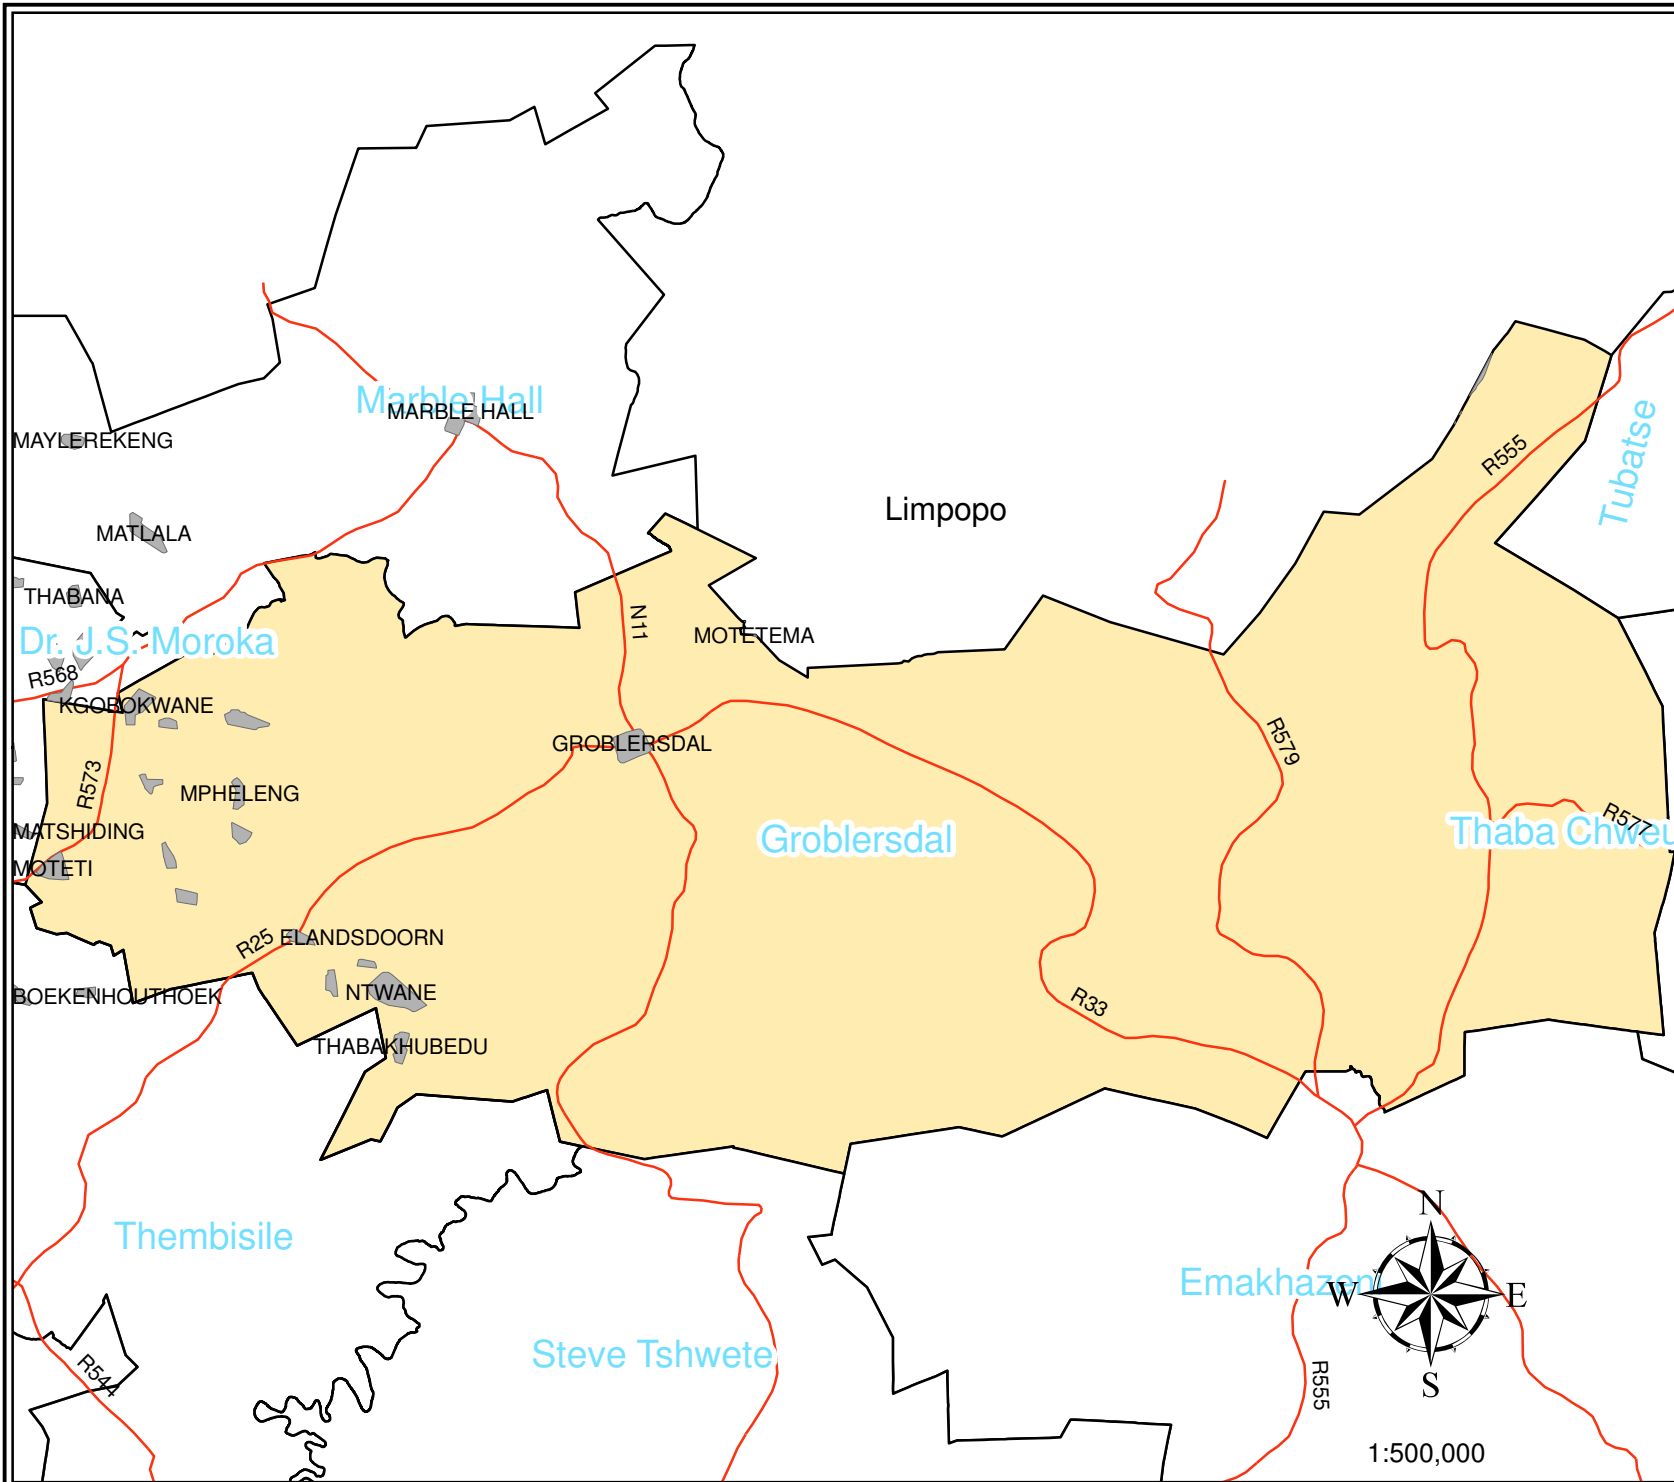 Marble Hall
MARBLE HALL
MAYLEREKENG
Tubatse
R555
Limpopo
MATLALA
THABANA
N11
MOTETEMA
Dr. J.S. Moroka
R568
KGOBOKWANE
R579
GROBLERSDAL
R573
MPHELENG
R577
MATSHIDING
Groblersdal
Thaba Chweu
MOTETI
R25
ELANDSDOORN
NTWANE
BOEKENHOUTHOEK
R33
THABAKHUBEDU
N
Thembisile
Emakhazeni
W
E
Steve Tshwete
R544
R555
S
1:500,000